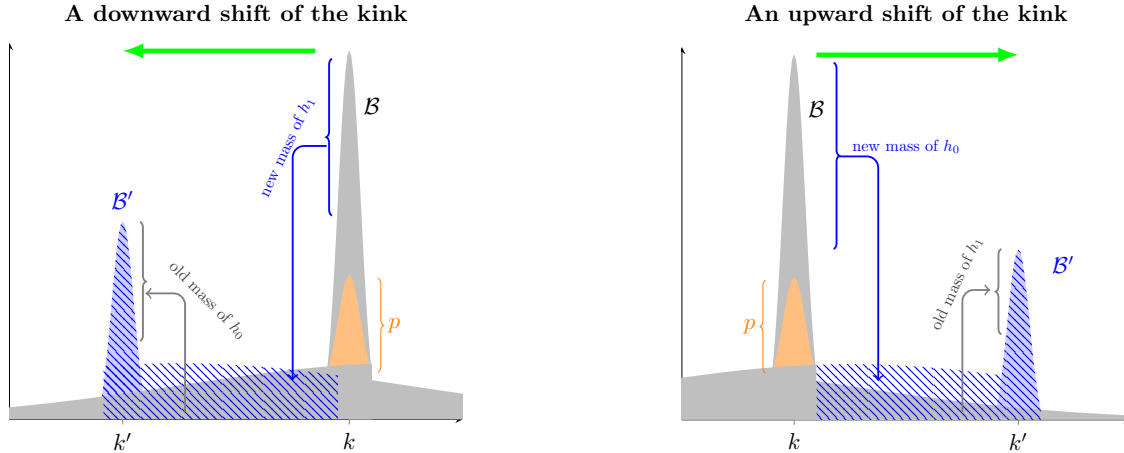 A downward shift of the kink
new mass of h₁
ℬ
ℬ′
old mass of h₀
p
k′
k
An upward shift of the kink
ℬ
new mass of h₀
old mass of h₁
ℬ′
p
k
k′